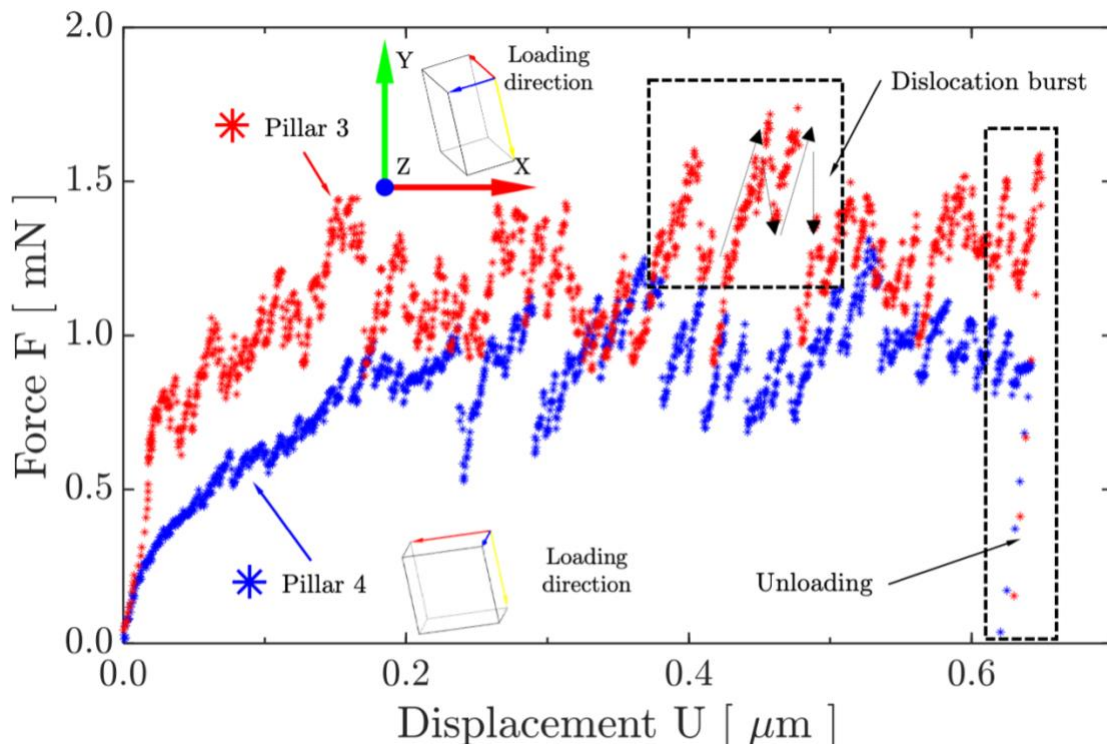 2.0
1.5
1.0
0.5
0.0
Force F [ mN ]
0.0
0.2
0.4
0.6
Displacement U [ μm ]
Y
Z
X
Loading
direction
Pillar 3
Dislocation burst
Pillar 4
Loading
direction
Unloading